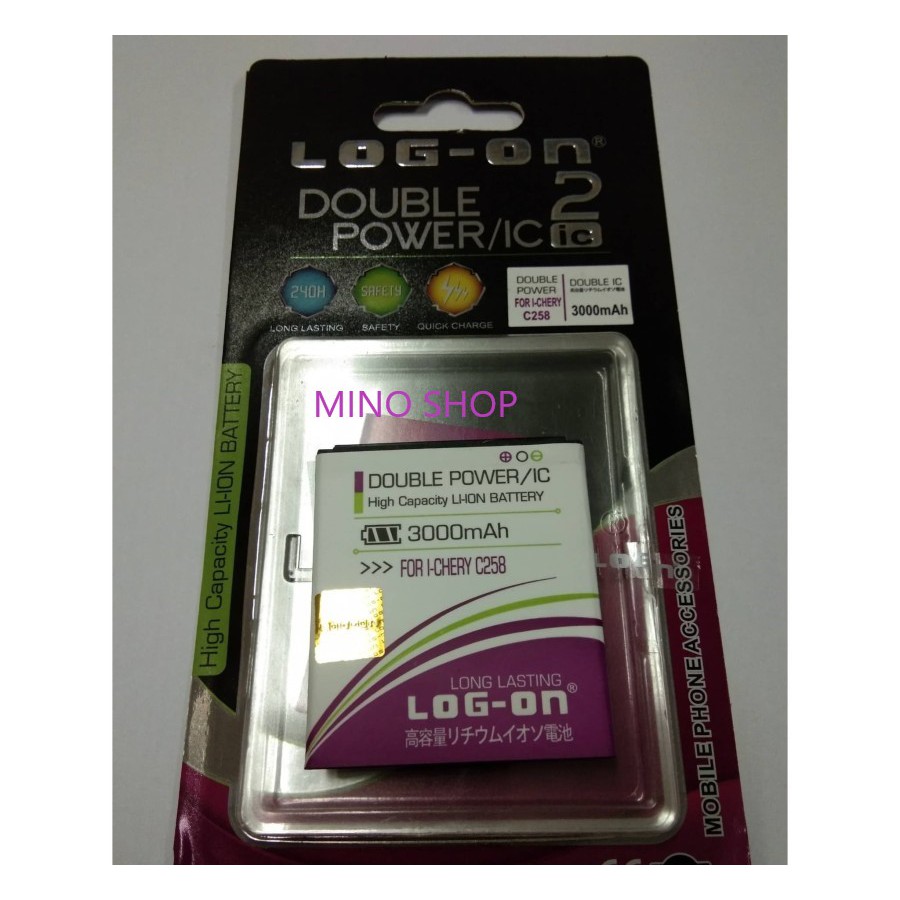 LOG-ON®
DOUBLE
POWER/IC
2
ic
240H
SAFETY
LONG LASTING
SAFETY
QUICK CHARGE
DOUBLE
POWER
FOR I-CHERY
C258
DOUBLE IC
3000mAh
High Capacity LI-ION BATTERY
MINO SHOP
DOUBLE POWER/IC
High Capacity LI-ION BATTERY
3000mAh
>>> FOR I-CHERY C258
LONG LASTING
LOG-ON®
高容量リチウムイオソ電池
LOG-ON
MOBILE PHONE ACCESSORIES